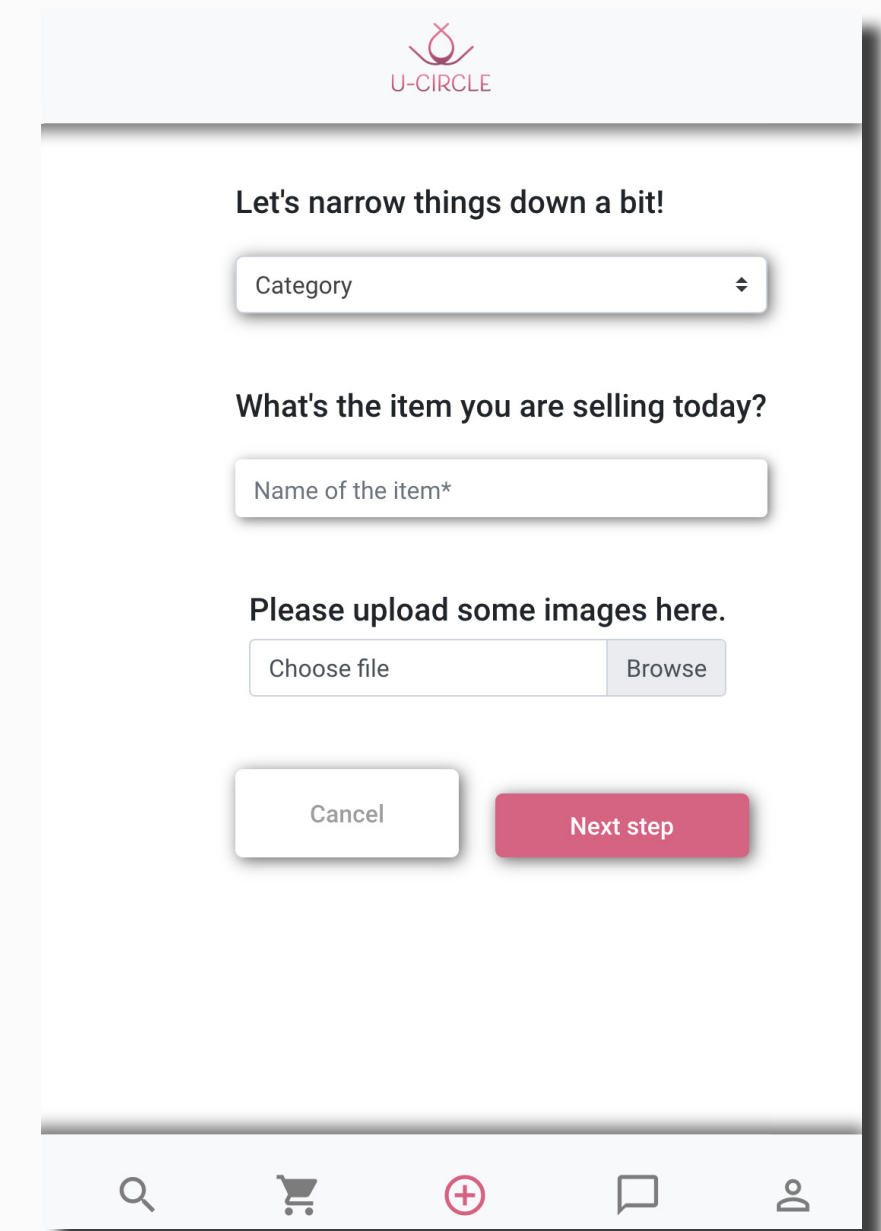 U-CIRCLE
Let's narrow things down a bit!
Category
What's the item you are selling today?
Name of the item*
Please upload some images here.
Choose file
Browse
Cancel
Next step